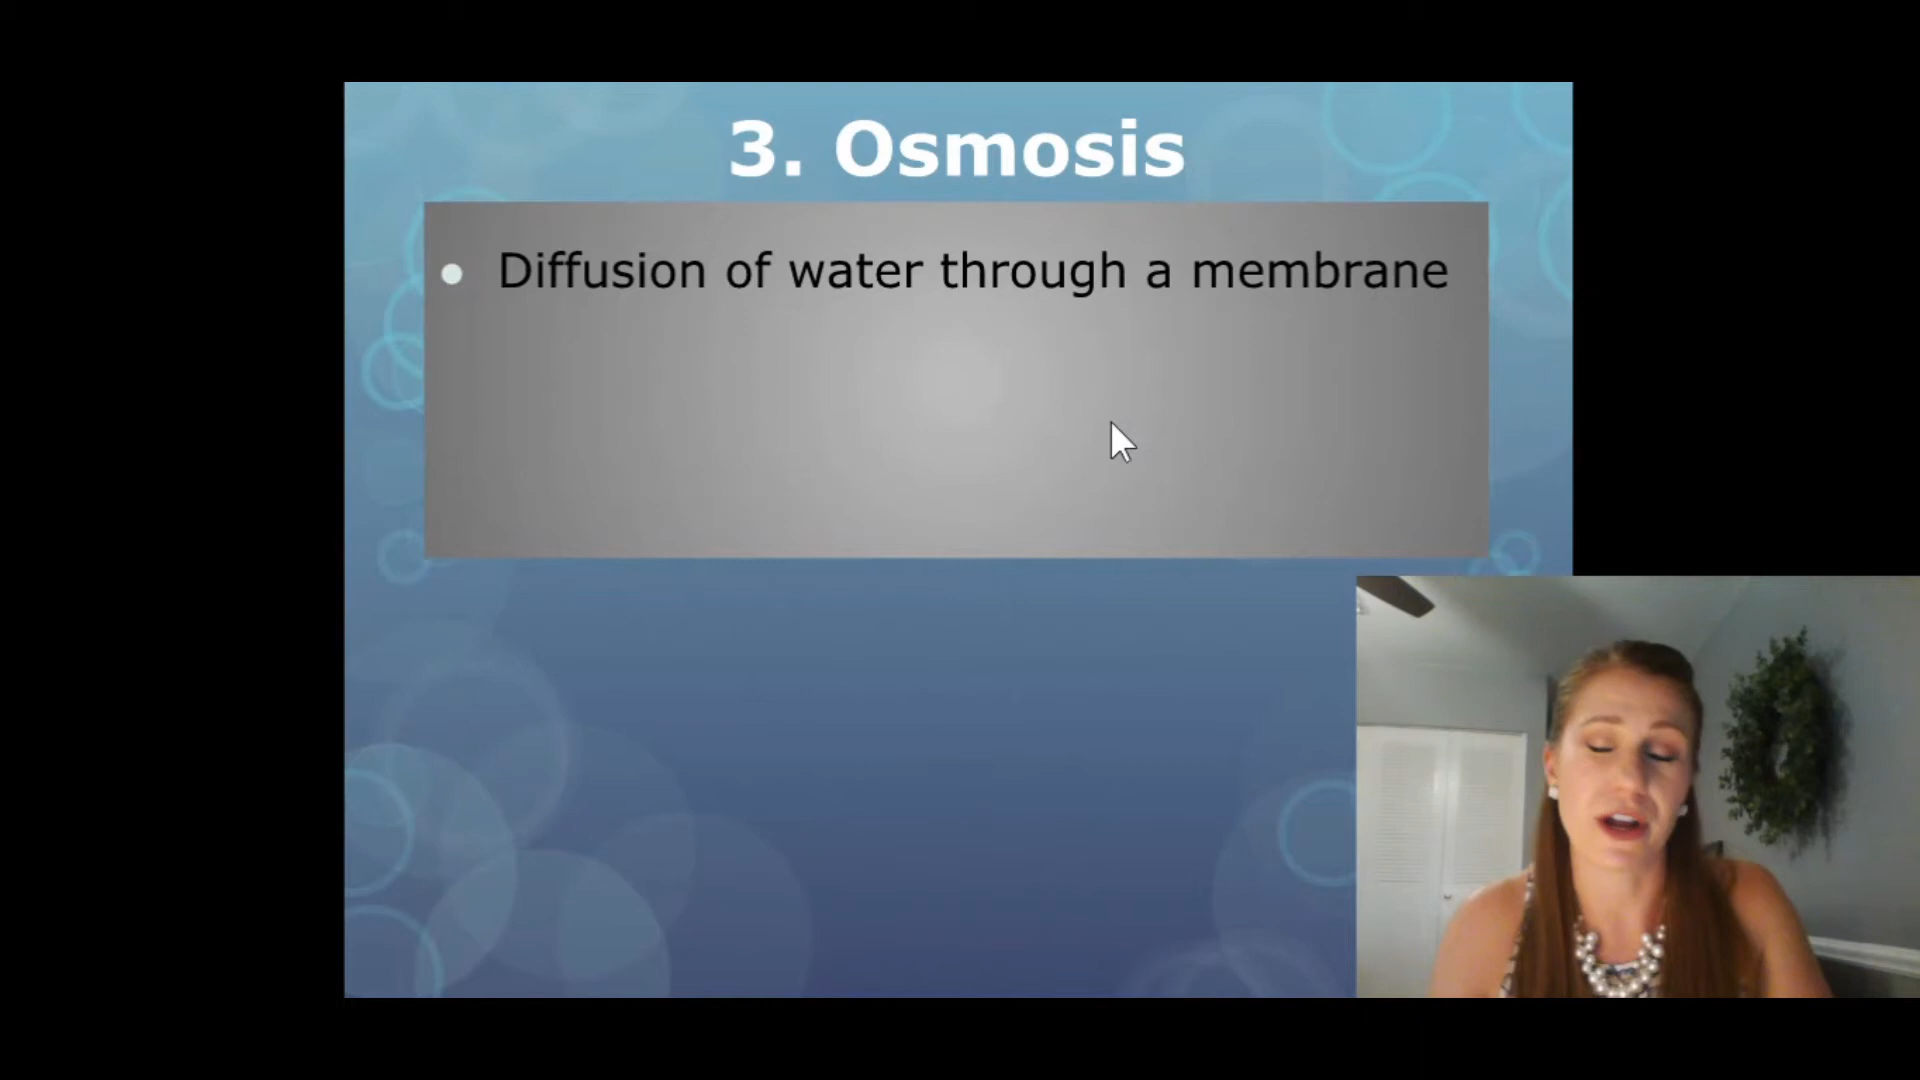 3. Osmosis
Diffusion of water through a membrane